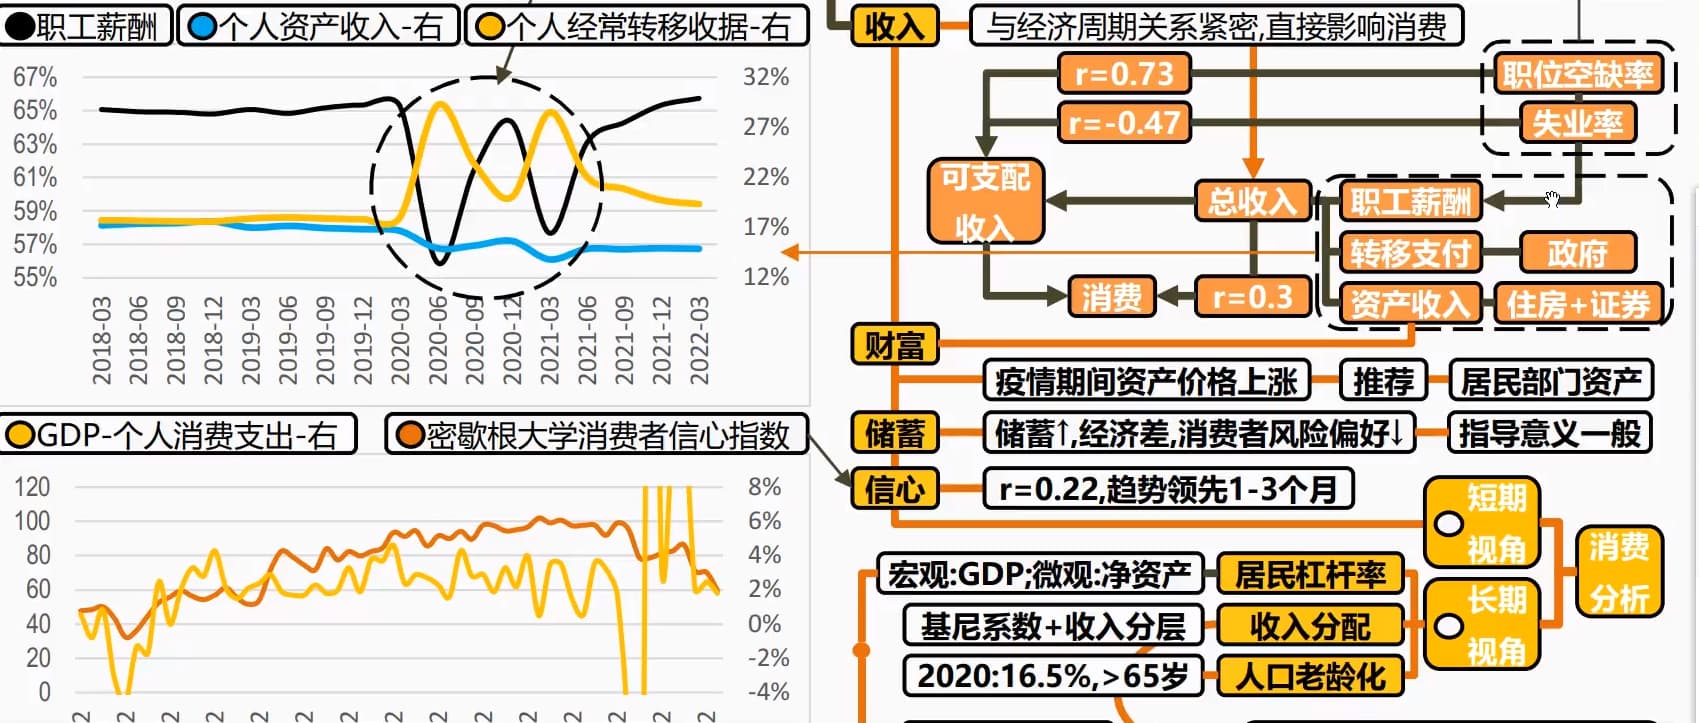 职工薪酬
个人资产收入-右
个人经常转移收据-右
67%
65%
63%
61%
59%
57%
55%
32%
27%
22%
17%
12%
2018-03
2018-06
2018-09
2018-12
2019-03
2019-06
2019-09
2019-12
2020-03
2020-06
2020-09
2020-12
2021-03
2021-06
2021-09
2021-12
2022-03
GDP-个人消费支出-右
密歇根大学消费者信心指数
120
100
80
60
40
20
0
8%
6%
4%
2%
0%
-2%
-4%
收入
与经济周期关系紧密,直接影响消费
r=0.73
职位空缺率
r=-0.47
失业率
可支配
收入
总收入
职工薪酬
转移支付
政府
消费
r=0.3
资产收入
住房+证券
财富
疫情期间资产价格上涨
推荐
居民部门资产
储蓄
储蓄↑,经济差,消费者风险偏好↓
指导意义一般
信心
r=0.22,趋势领先1-3个月
短期
视角
消费
分析
宏观:GDP;微观:净资产
居民杠杆率
长期
视角
基尼系数+收入分层
收入分配
2020:16.5%,>65岁
人口老龄化